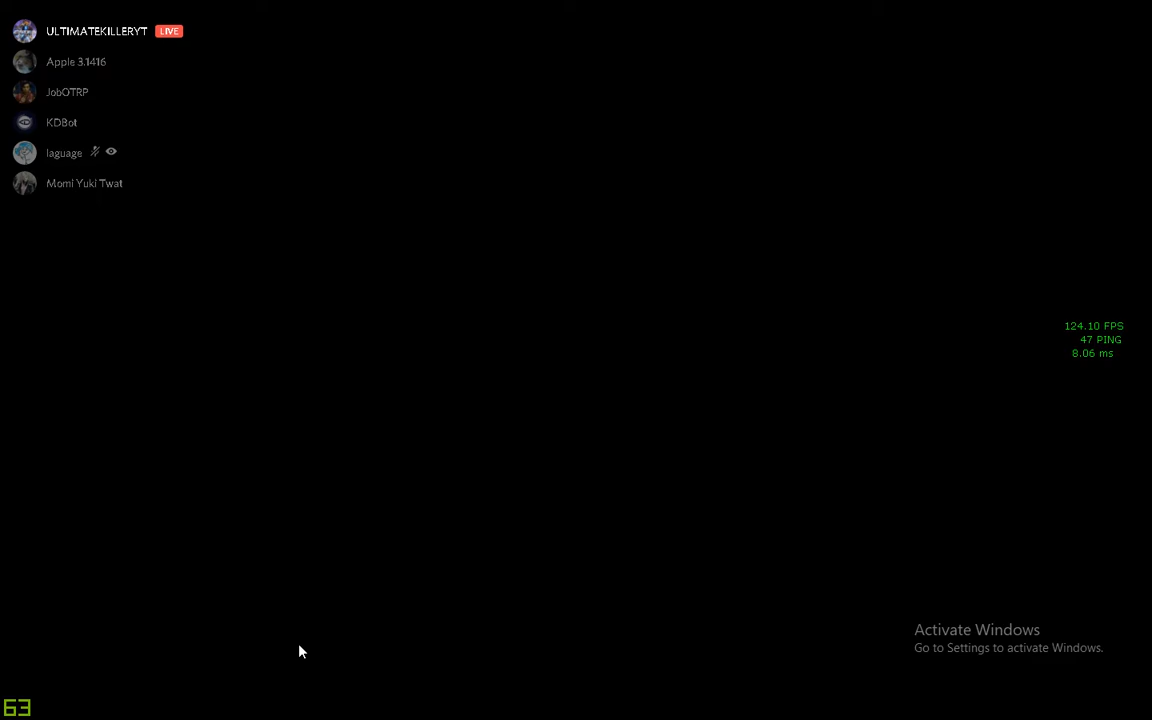 ULTIMATEKILLERYT LIVE
Apple 3.1416
JobOTRP
KDBot
laguage
Momi Yuki Twat
124.10 FPS
47 PING
8.06 ms
Activate Windows
Go to Settings to activate Windows.
63